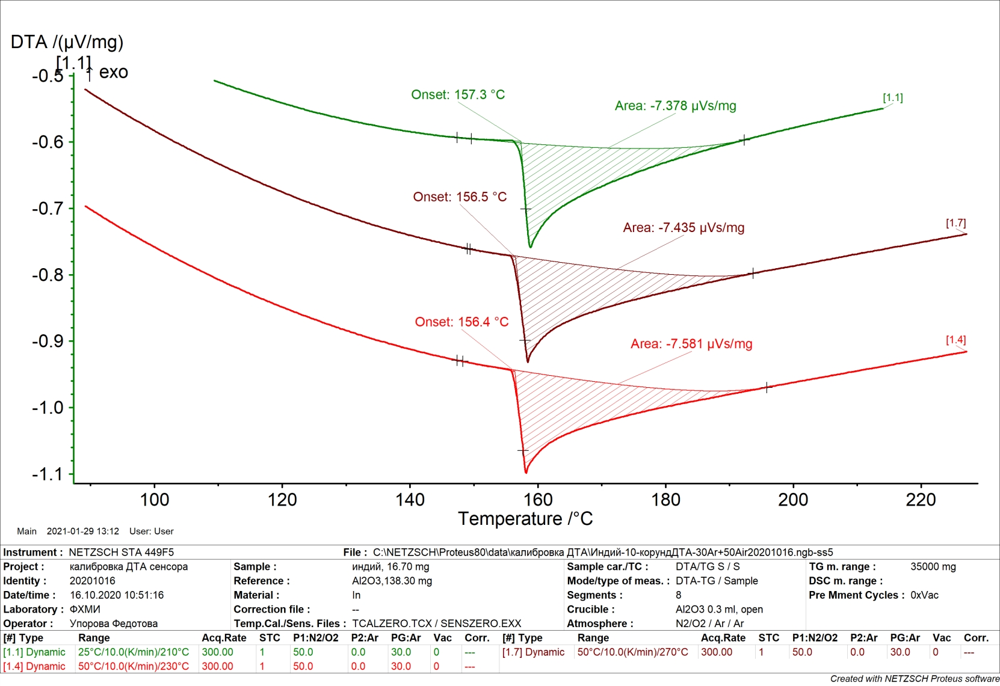 DTA /(µV/mg)
[1.1]
exo
-0.5
-0.6
-0.7
-0.8
-0.9
-1.0
-1.1
Onset: 157.3 °C
Area: -7.378 µVs/mg
[1.1]
Onset: 156.5 °C
Area: -7.435 µVs/mg
[1.7]
Onset: 156.4 °C
Area: -7.581 µVs/mg
[1.4]
100 120 140 160 180 200 220
Temperature /°C
Main 2021-01-29 13:12 User: User
Instrument : NETZSCH STA 449F5 File : C:\NETZSCH\Proteus80\data\калибровка ДТА\Индий-10-корундДТА-30Ar+50Air20201016.ngb-ss5
Project : калибровка ДТА сенсора Sample : индий, 16.70 mg Sample car./TC : DTA/TG S / S TG m. range : 35000 mg
Identity : 20201016 Reference : Al2O3,138.30 mg Mode/type of meas. : DTA-TG / Sample DSC m. range :
Date/time : 16.10.2020 10:51:16 Material : In Segments : 8 Pre Mment Cycles : 0xVac
Laboratory : ФХМИ Correction file : -- Crucible : Al2O3 0.3 ml, open
Operator : Упорова Федотова Temp.Cal./Sens. Files : TCALZERO.TCX / SENSZERO.EXX Atmosphere : N2/O2 / Ar / Ar
[#] Type Range Acq.Rate STC P1:N2/O2 P2:Ar PG:Ar Vac Corr. [#] Type Range Acq.Rate STC P1:N2/O2 P2:Ar PG:Ar Vac Corr.
[1.1] Dynamic 25°C/10.0(K/min)/210°C 300.00 1 50.0 0.0 30.0 0 --- [1.7] Dynamic 50°C/10.0(K/min)/270°C 300.00 1 50.0 0.0 30.0 0 ---
[1.4] Dynamic 50°C/10.0(K/min)/230°C 300.00 1 50.0 0.0 30.0 0 ---
Created with NETZSCH Proteus software